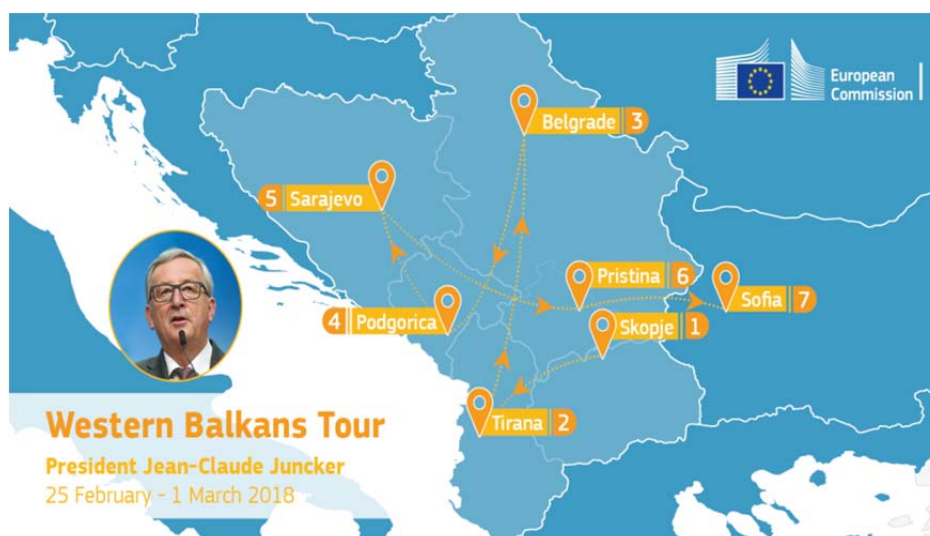 European
Commission
Belgrade 3
5 Sarajevo
Pristina 6
Sofia 7
4 Podgorica
Skopje 1
Tirana 2
Western Balkans Tour
President Jean-Claude Juncker
25 February - 1 March 2018